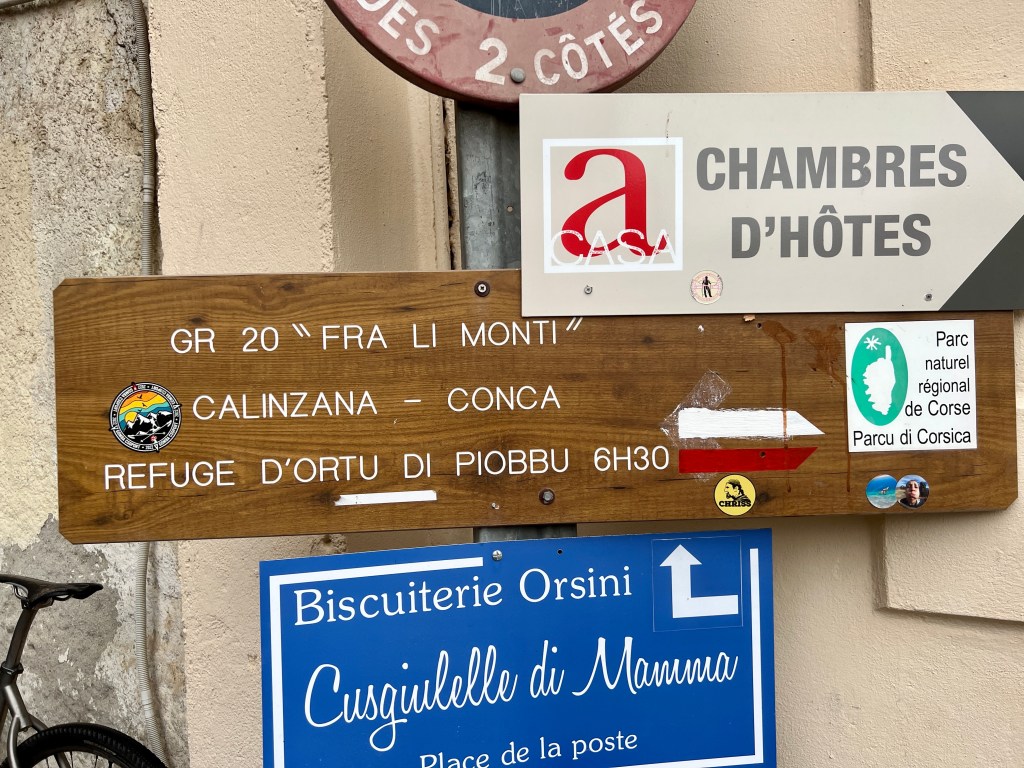 DES 2 CÔTÉS
a
CASA
CHAMBRES
D'HÔTES
GR 20 "FRA LI MONTI"
CALINZANA - CONCA
REFUGE D'ORTU DI PIOBBU 6H30
Parc
naturel
régional
de Corse
Parcu di Corsica
CHRISS
Biscuiterie Orsini
Cusgiulelle di Mamma
Place de la poste